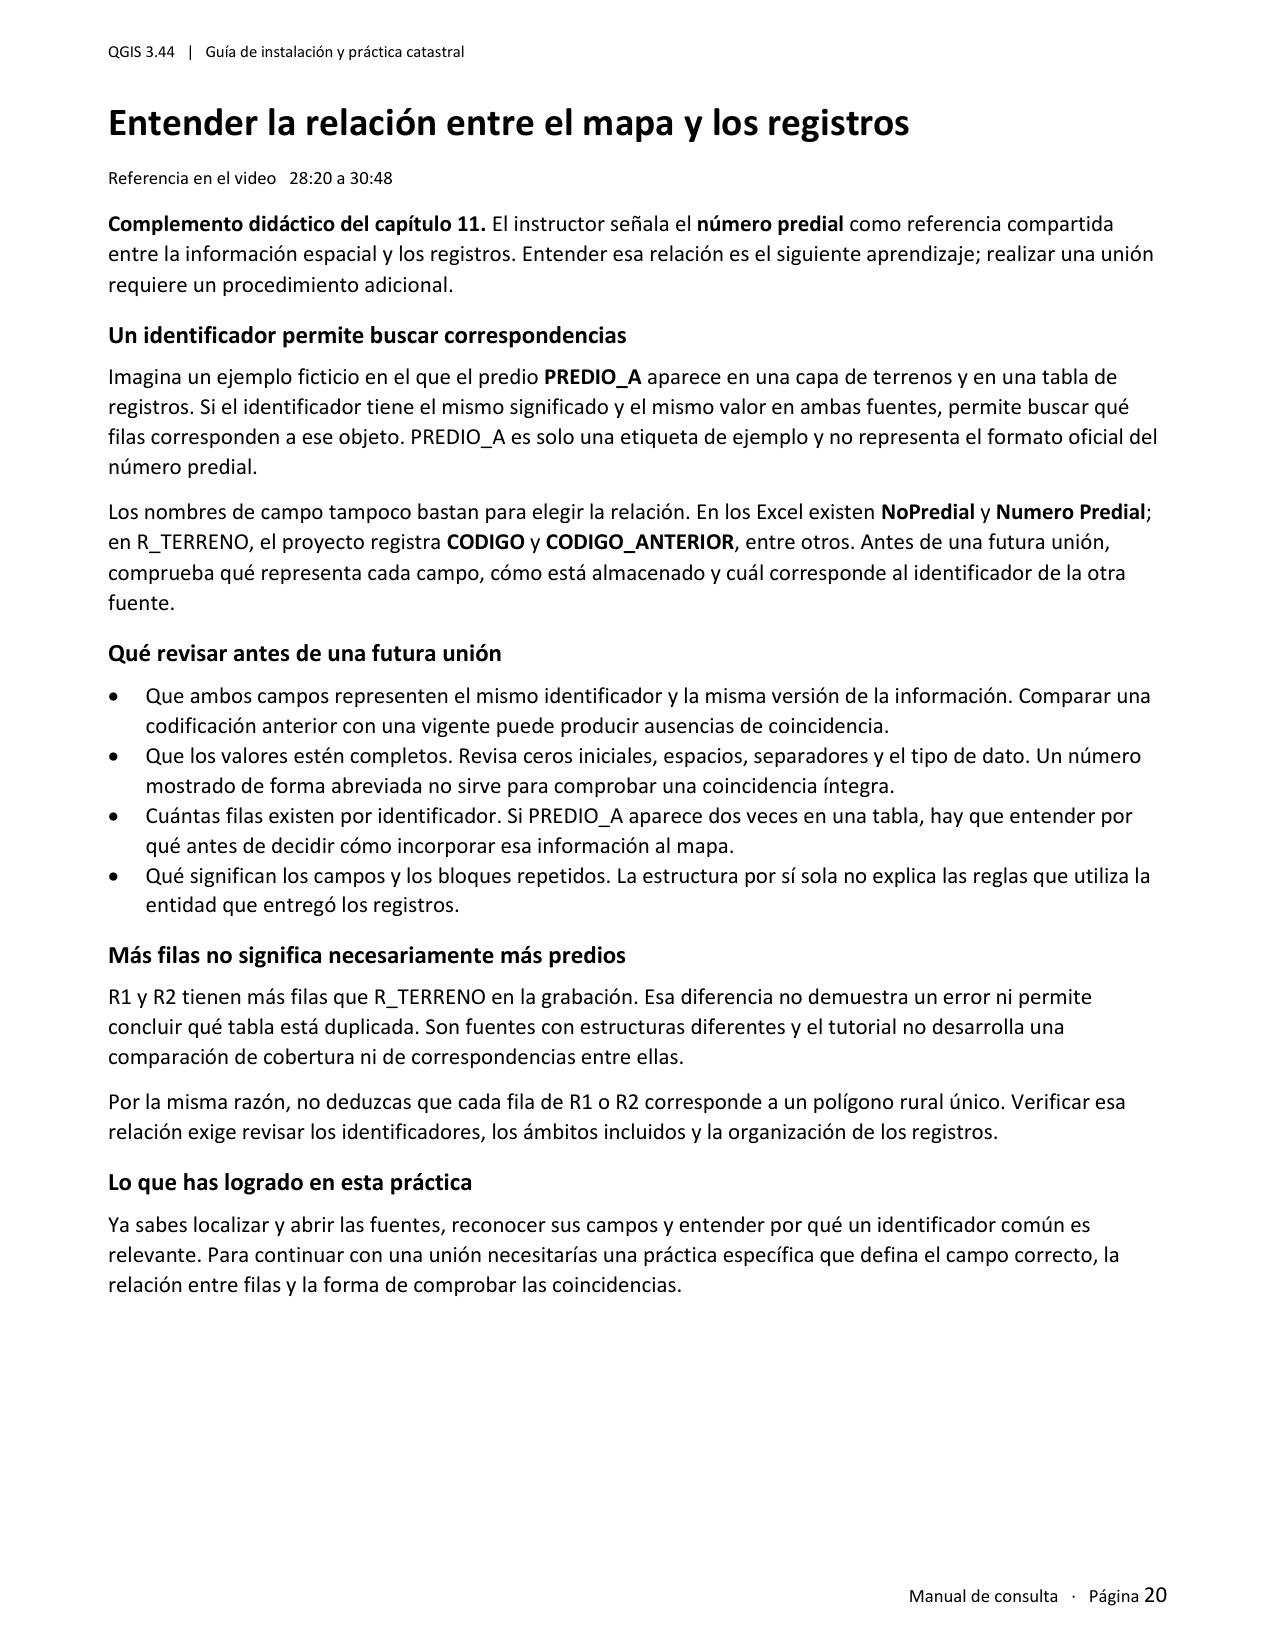 QGIS 3.44 | Guía de instalación y práctica catastral
Entender la relación entre el mapa y los registros
Referencia en el video 28:20 a 30:48
Complemento didáctico del capítulo 11. El instructor señala el número predial como referencia compartida
entre la información espacial y los registros. Entender esa relación es el siguiente aprendizaje; realizar una unión
requiere un procedimiento adicional.
Un identificador permite buscar correspondencias
Imagina un ejemplo ficticio en el que el predio PREDIO_A aparece en una capa de terrenos y en una tabla de
registros. Si el identificador tiene el mismo significado y el mismo valor en ambas fuentes, permite buscar qué
filas corresponden a ese objeto. PREDIO_A es solo una etiqueta de ejemplo y no representa el formato oficial del
número predial.
Los nombres de campo tampoco bastan para elegir la relación. En los Excel existen NoPredial y Numero Predial;
en R_TERRENO, el proyecto registra CODIGO y CODIGO_ANTERIOR, entre otros. Antes de una futura unión,
comprueba qué representa cada campo, cómo está almacenado y cuál corresponde al identificador de la otra
fuente.
Qué revisar antes de una futura unión
• Que ambos campos representen el mismo identificador y la misma versión de la información. Comparar una
codificación anterior con una vigente puede producir ausencias de coincidencia.
• Que los valores estén completos. Revisa ceros iniciales, espacios, separadores y el tipo de dato. Un número
mostrado de forma abreviada no sirve para comprobar una coincidencia íntegra.
• Cuántas filas existen por identificador. Si PREDIO_A aparece dos veces en una tabla, hay que entender por
qué antes de decidir cómo incorporar esa información al mapa.
• Qué significan los campos y los bloques repetidos. La estructura por sí sola no explica las reglas que utiliza la
entidad que entregó los registros.
Más filas no significa necesariamente más predios
R1 y R2 tienen más filas que R_TERRENO en la grabación. Esa diferencia no demuestra un error ni permite
concluir qué tabla está duplicada. Son fuentes con estructuras diferentes y el tutorial no desarrolla una
comparación de cobertura ni de correspondencias entre ellas.
Por la misma razón, no deduzcas que cada fila de R1 o R2 corresponde a un polígono rural único. Verificar esa
relación exige revisar los identificadores, los ámbitos incluidos y la organización de los registros.
Lo que has logrado en esta práctica
Ya sabes localizar y abrir las fuentes, reconocer sus campos y entender por qué un identificador común es
relevante. Para continuar con una unión necesitarías una práctica específica que defina el campo correcto, la
relación entre filas y la forma de comprobar las coincidencias.
Manual de consulta · Página 20